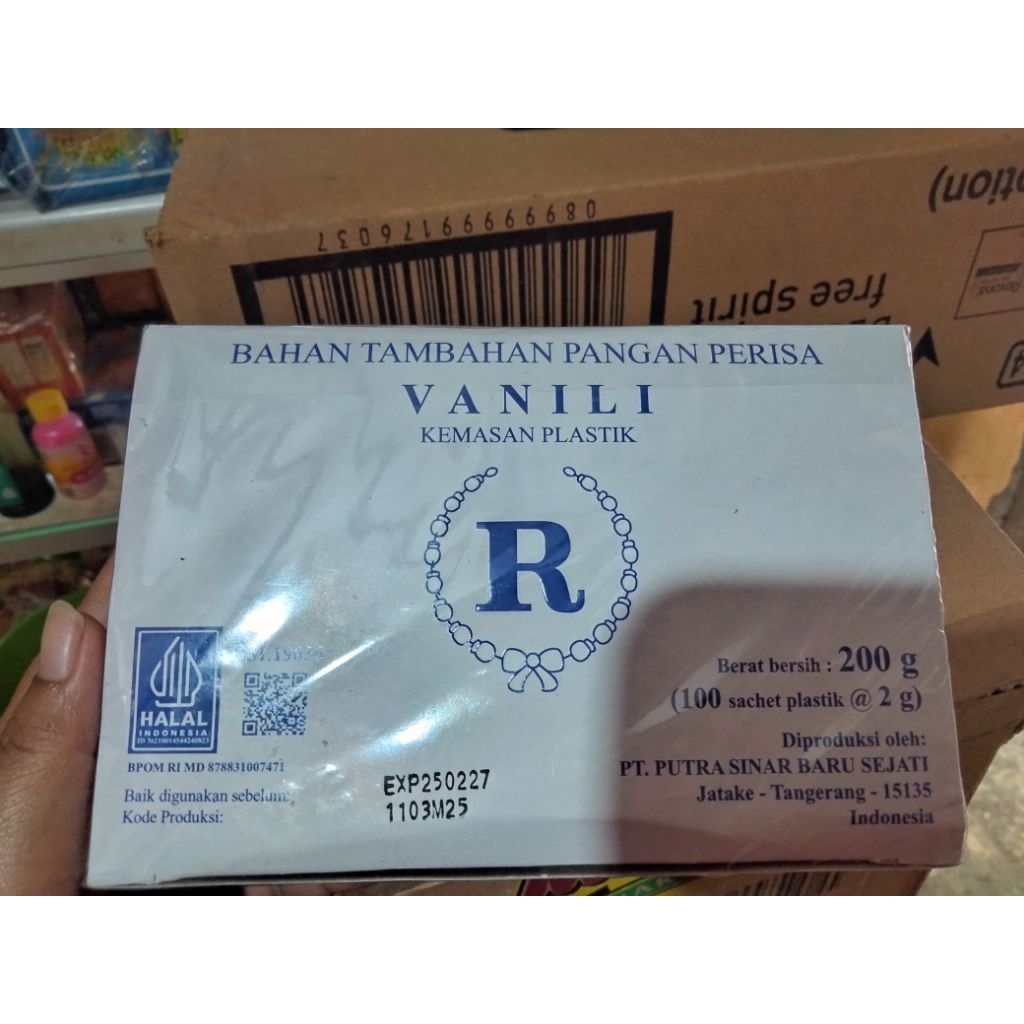 08999999176037
free spirit
BAHAN TAMBAHAN PANGAN PERISA
VANILI
KEMASAN PLASTIK
R
HALAL
INDONESIA
BPOM RI MD 878831007471
Baik digunakan sebelum:
Kode Produksi:
EXP250227
1103M25
Berat bersih : 200 g
(100 sachet plastik @ 2 g)
Diproduksi oleh:
PT. PUTRA SINAR BARU SEJATI
Jatake - Tangerang - 15135
Indonesia